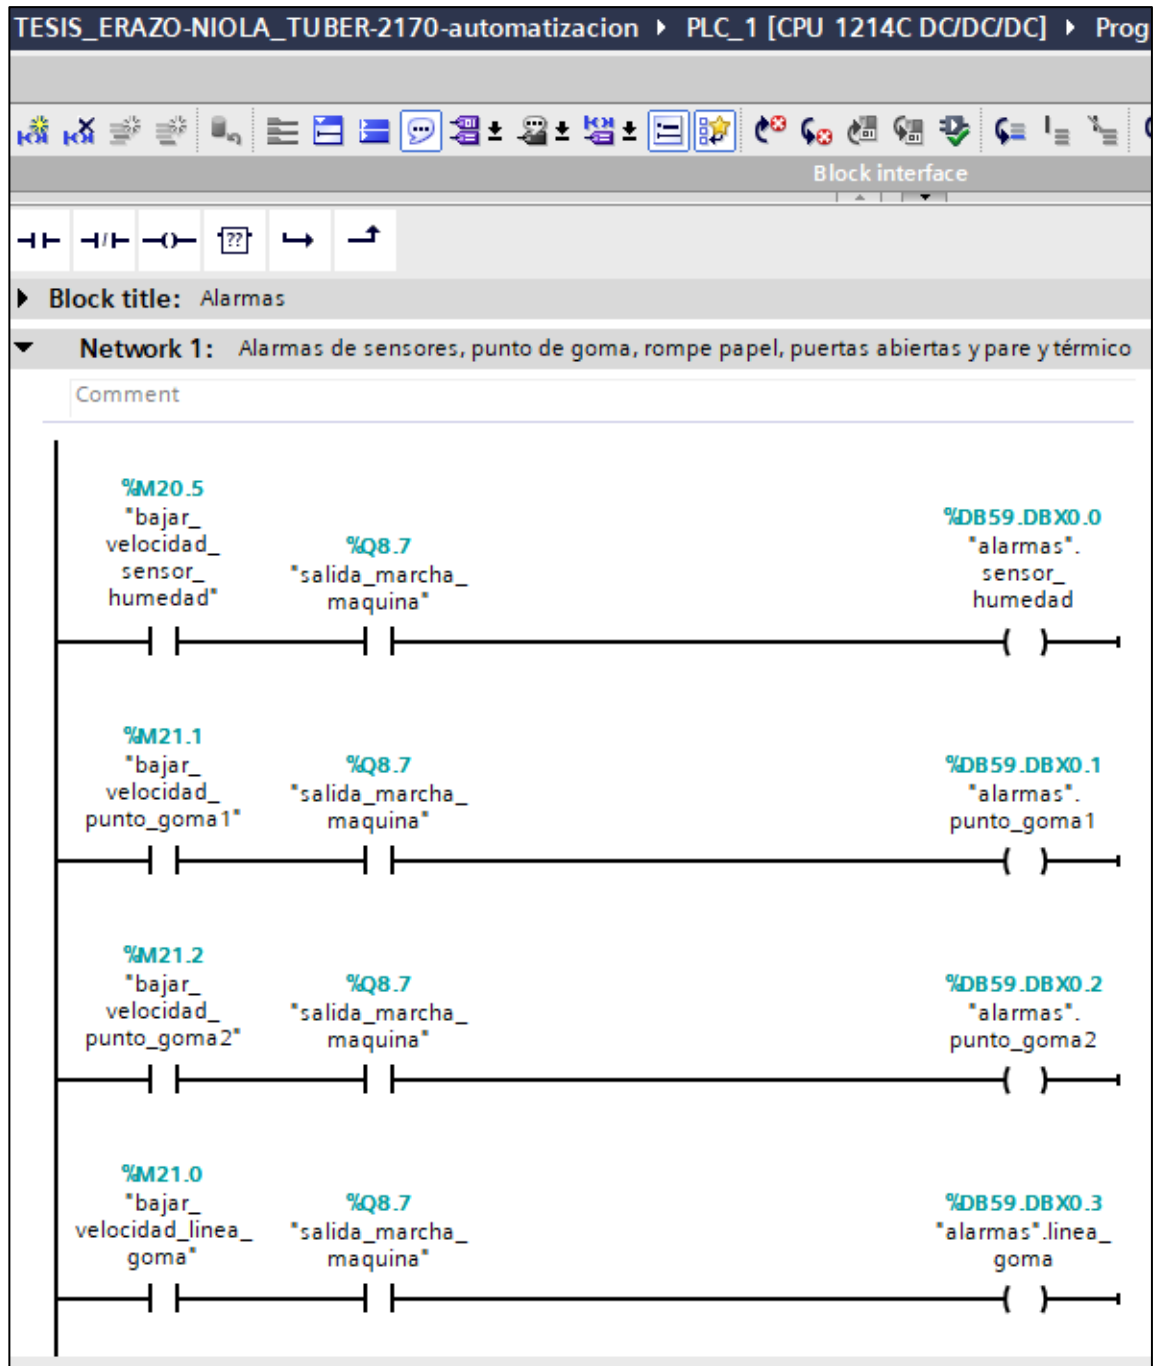 TESIS_ERAZO-NIOLA_TUBER-2170-automatizacion ▸ PLC_1 [CPU 1214C DC/DC/DC] ▸ Prog
Block interface
??
Block title: Alarmas
Network 1: Alarmas de sensores, punto de goma, rompe papel, puertas abiertas y pare y térmico
Comment
%M20.5
"bajar_
velocidad_
sensor_
humedad"
%Q8.7
"salida_marcha_
maquina"
%DB59.DBX0.0
"alarmas".
sensor_
humedad
%M21.1
"bajar_
velocidad_
punto_goma1"
%Q8.7
"salida_marcha_
maquina"
%DB59.DBX0.1
"alarmas".
punto_goma1
%M21.2
"bajar_
velocidad_
punto_goma2"
%Q8.7
"salida_marcha_
maquina"
%DB59.DBX0.2
"alarmas".
punto_goma2
%M21.0
"bajar_
velocidad_linea_
goma"
%Q8.7
"salida_marcha_
maquina"
%DB59.DBX0.3
"alarmas".linea_
goma